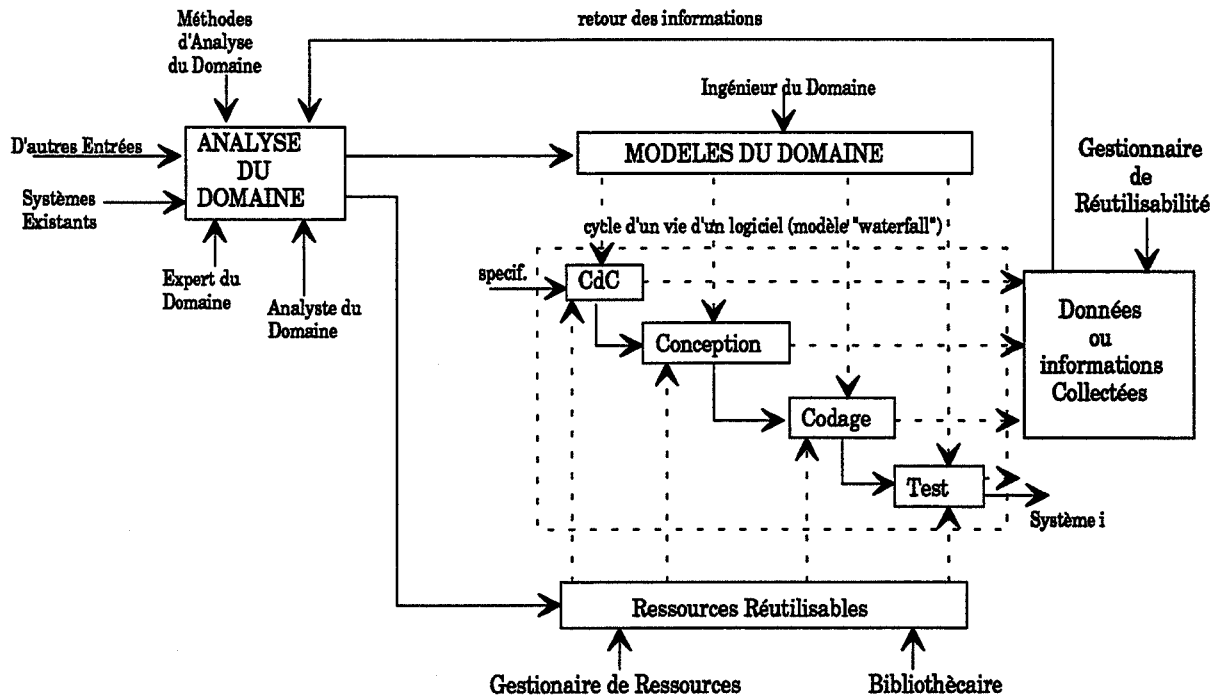 Méthodes
d'Analyse
du Domaine
retour des informations
Ingénieur du Domaine
D'autres Entrées
ANALYSE
DU
DOMAINE
MODELES DU DOMAINE
Gestionnaire
de
Réutilisabilité
Systèmes
Existants
cycle d'un vie d'un logiciel (modèle "waterfall")
Expert du
Domaine
Analyste du
Domaine
specif.
CdC
Conception
Codage
Test
Données
ou
informations
Collectées
Système i
Ressources Réutilisables
Gestionaire de Ressources
Bibliothècaire